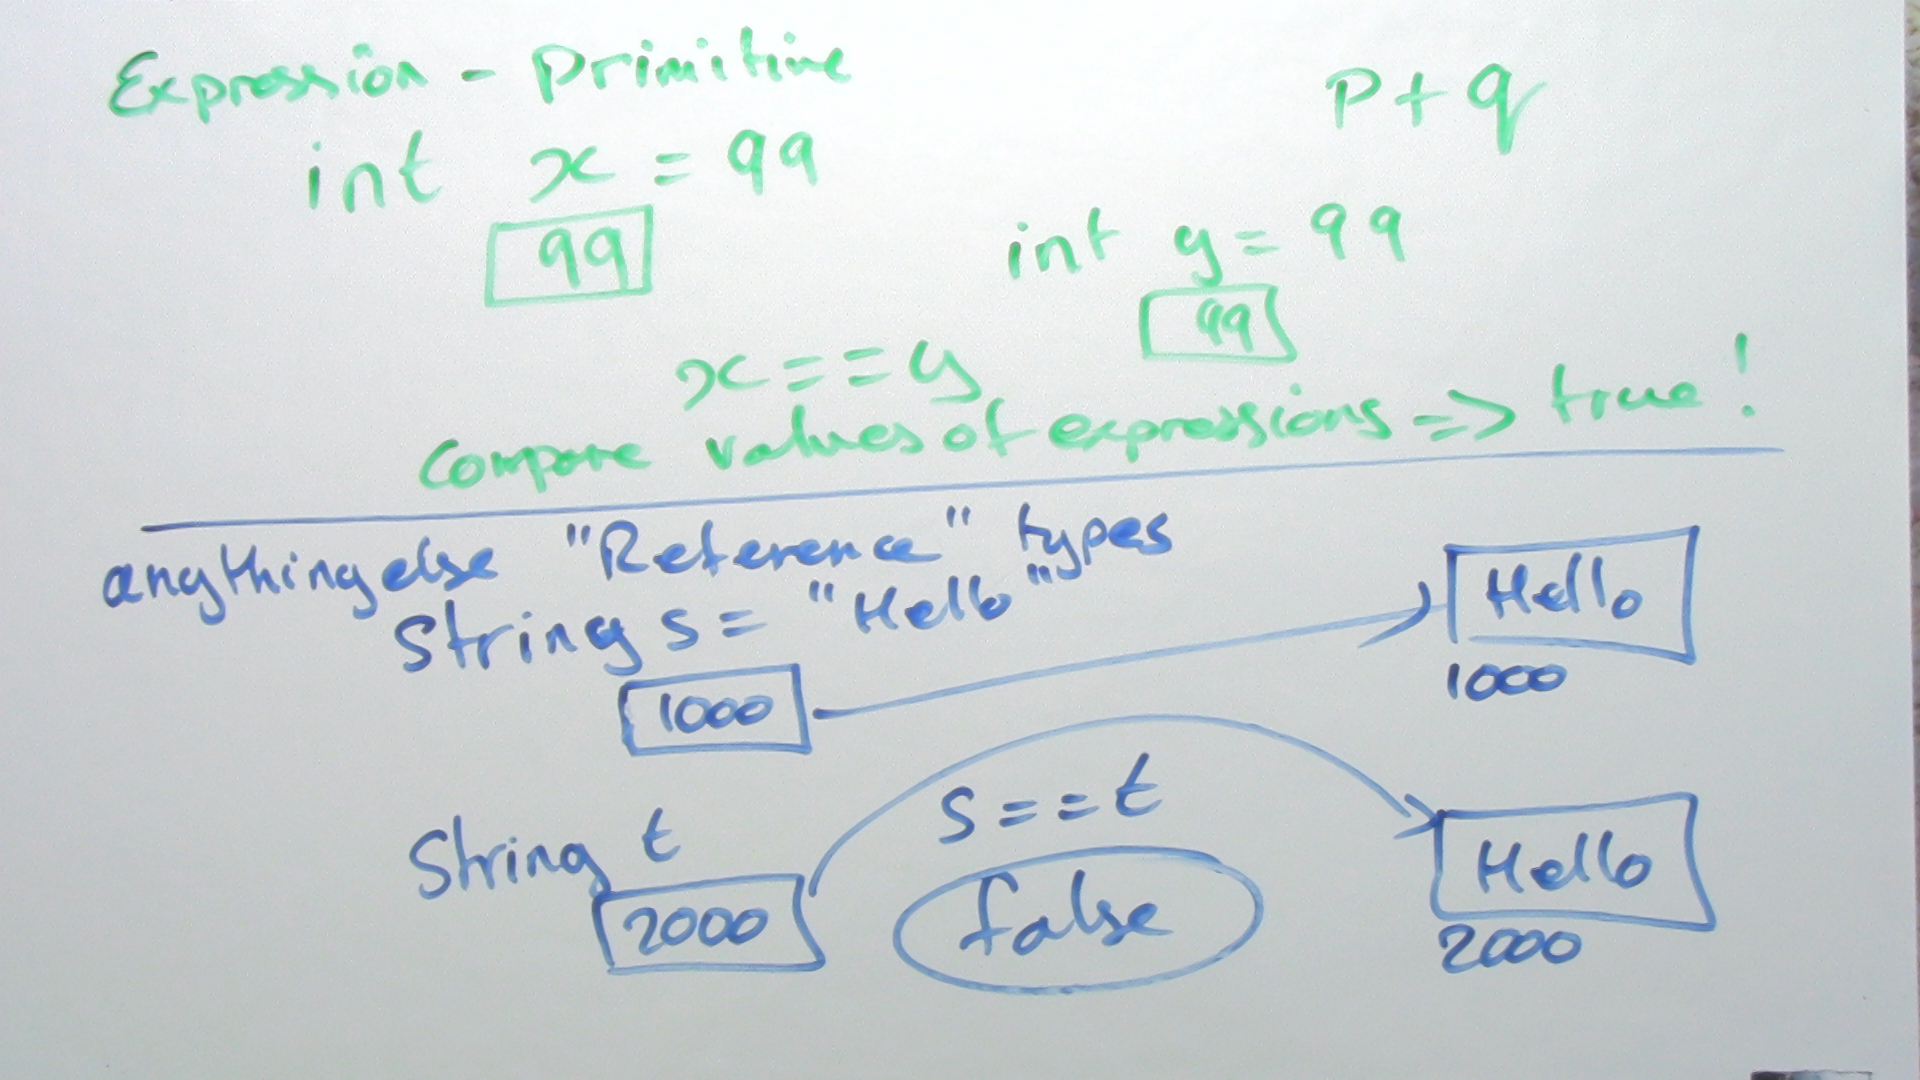 Expression - primitive
p + q
int x = 99
99
int y = 99
99
x == y
compare values of expressions => true!
anything else "Reference" types
String s = "Hello"
Hello
1000
1000
String t
s == t
2000
false
Hello
2000